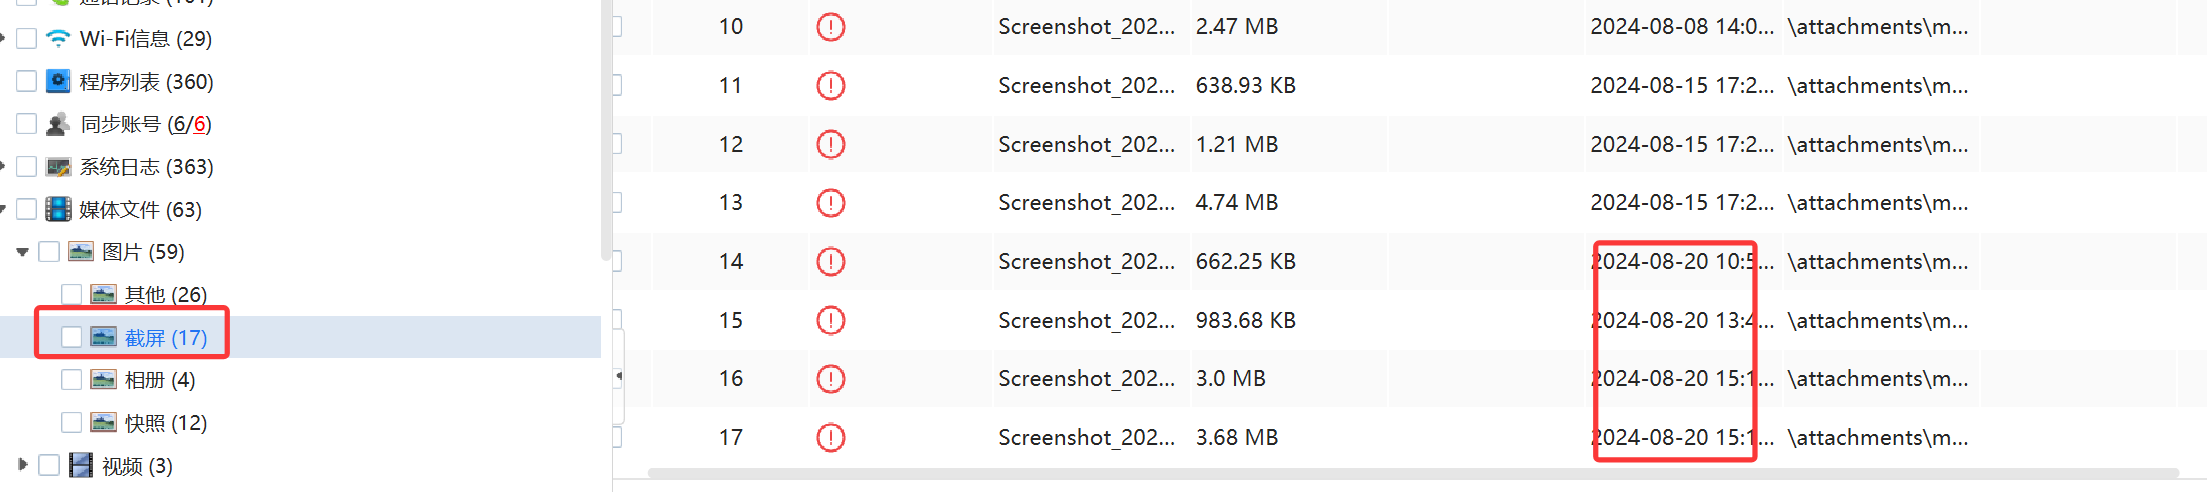 Wi-Fi信息 (29)
程序列表 (360)
同步账号 (6/6)
系统日志 (363)
媒体文件 (63)
图片 (59)
其他 (26)
截屏 (17)
相册 (4)
快照 (12)
视频 (3)
10 Screenshot_202... 2.47 MB 2024-08-08 14:0... \attachments\m...
11 Screenshot_202... 638.93 KB 2024-08-15 17:2... \attachments\m...
12 Screenshot_202... 1.21 MB 2024-08-15 17:2... \attachments\m...
13 Screenshot_202... 4.74 MB 2024-08-15 17:2... \attachments\m...
14 Screenshot_202... 662.25 KB 2024-08-20 10:5... \attachments\m...
15 Screenshot_202... 983.68 KB 2024-08-20 13:4... \attachments\m...
16 Screenshot_202... 3.0 MB 2024-08-20 15:1... \attachments\m...
17 Screenshot_202... 3.68 MB 2024-08-20 15:1... \attachments\m...